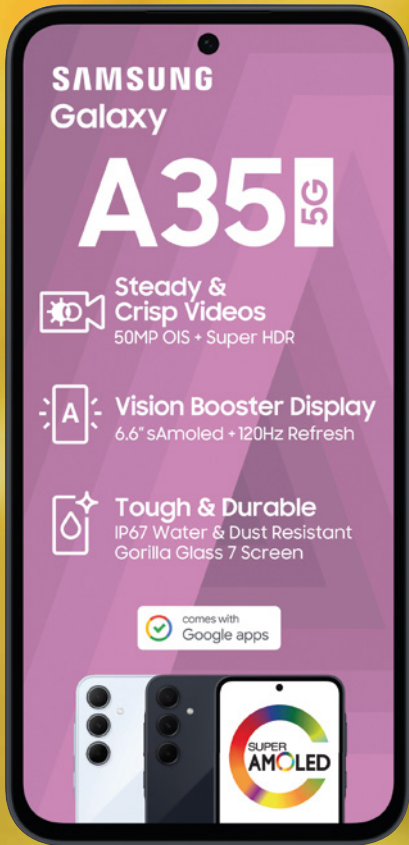 SAMSUNG
Galaxy
A35 5G
Steady &
Crisp Videos
50MP OIS + Super HDR
A
Vision Booster Display
6.6" sAmoled + 120Hz Refresh
Tough & Durable
IP67 Water & Dust Resistant
Gorilla Glass 7 Screen
comes with
Google apps
SUPER
AMOLED